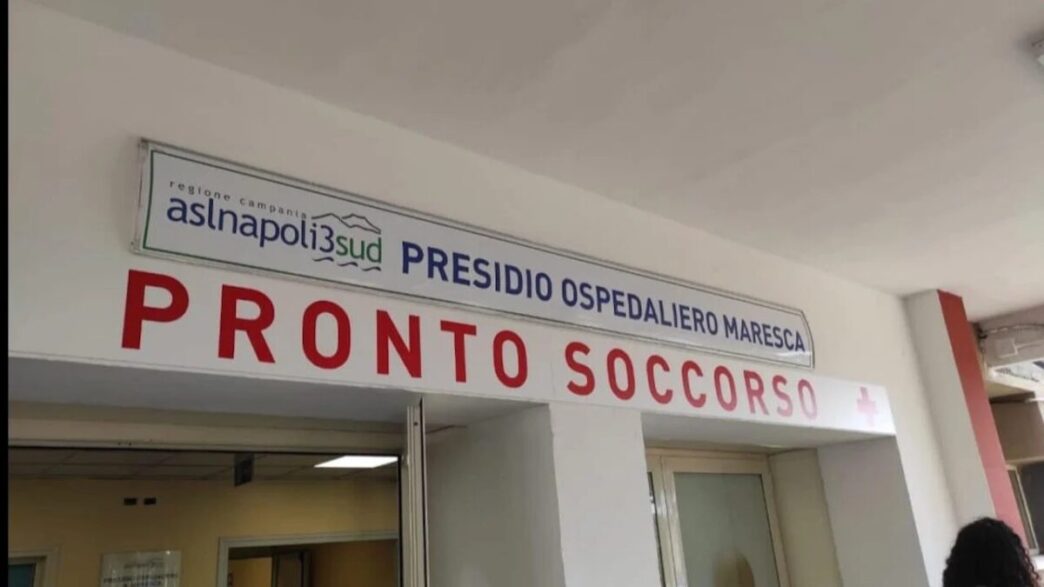 regione campania
aslnapoli3sud
PRESIDIO OSPEDALIERO MARESCA
PRONTO SOCCORSO